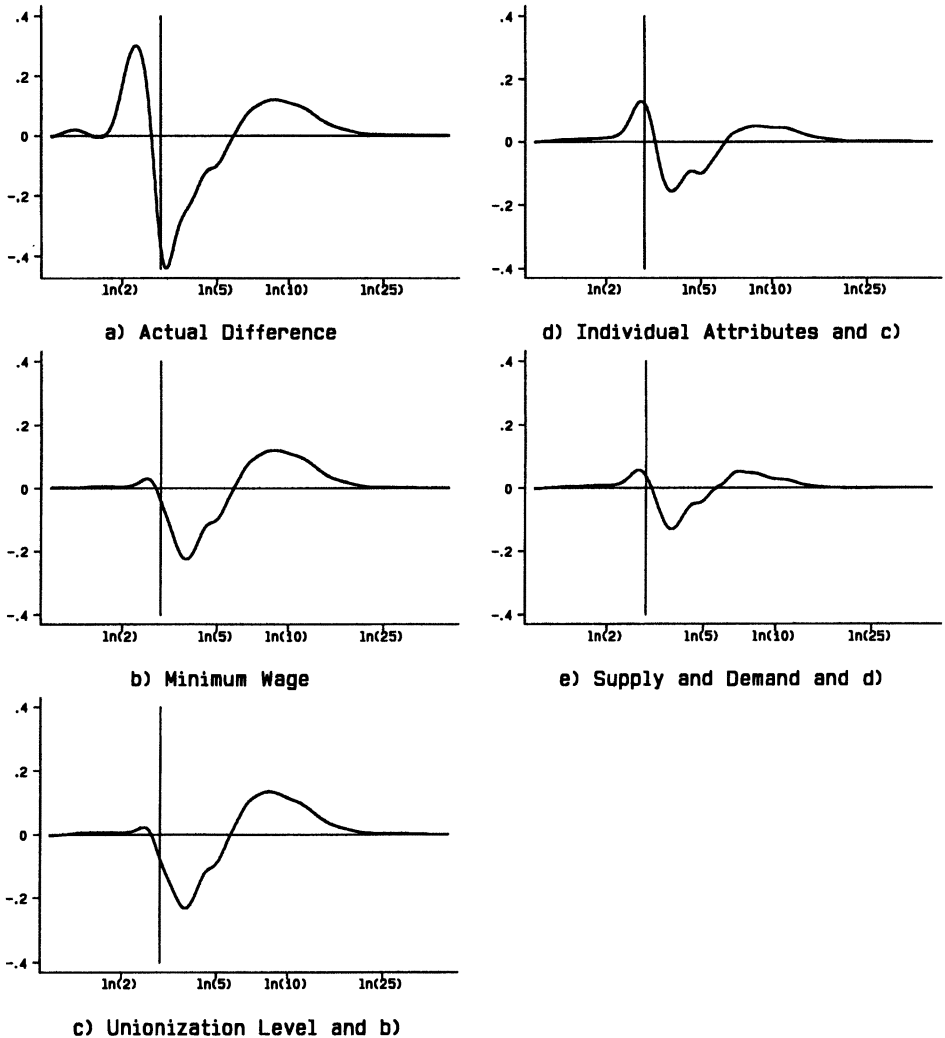 .4
.2
0
-.2
-.4
ln(2) ln(5) ln(10) ln(25)
a) Actual Difference
.4
.2
0
-.2
-.4
ln(2) ln(5) ln(10) ln(25)
d) Individual Attributes and c)
.4
.2
0
-.2
-.4
ln(2) ln(5) ln(10) ln(25)
b) Minimum Wage
.4
.2
0
-.2
-.4
ln(2) ln(5) ln(10) ln(25)
e) Supply and Demand and d)
.4
.2
0
-.2
-.4
ln(2) ln(5) ln(10) ln(25)
c) Unionization Level and b)